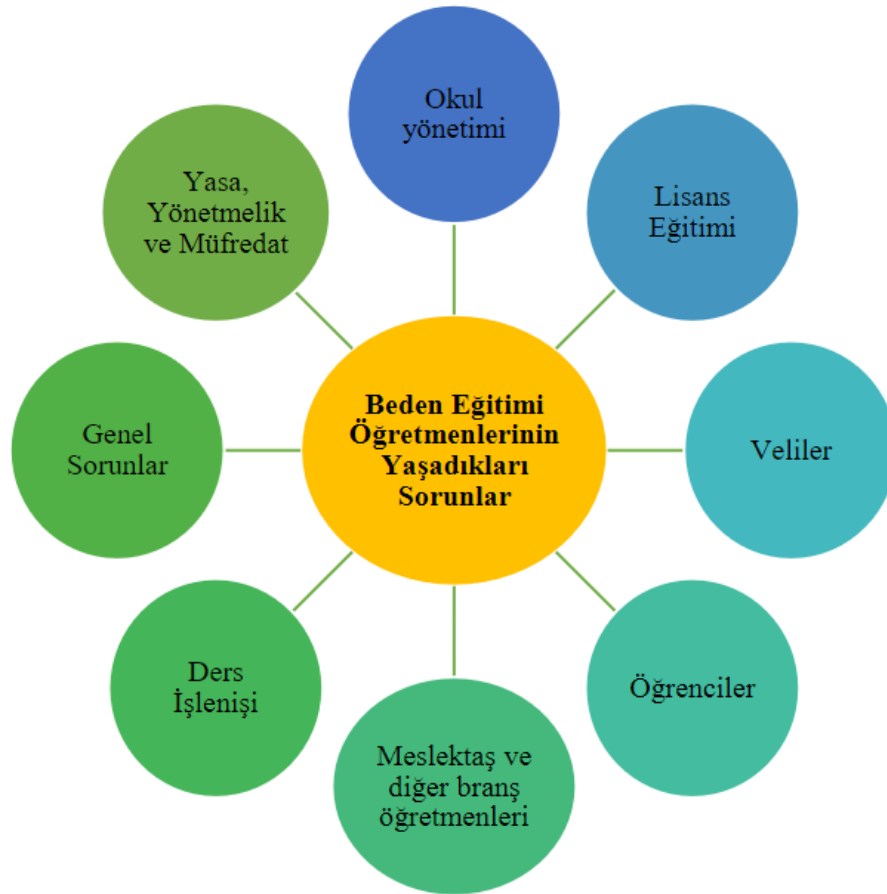 Okul
yönetimi
Lisans
Eğitimi
Veliler
Öğrenciler
Meslektaş ve
diğer branş
öğretmenleri
Ders
İşlenişi
Genel
Sorunlar
Yasa,
Yönetmelik
ve Müfredat
Beden Eğitimi
Öğretmenlerinin
Yaşadıkları
Sorunlar